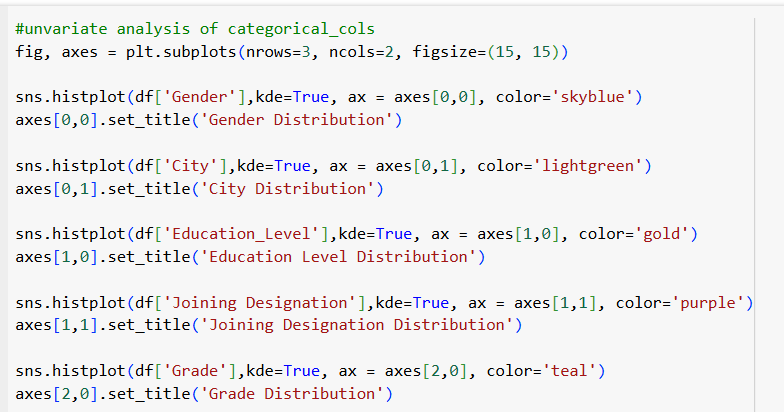 #unvariate analysis of categorical_cols
fig, axes = plt.subplots(nrows=3, ncols=2, figsize=(15, 15))
sns.histplot(df['Gender'],kde=True, ax = axes[0,0], color='skyblue')
axes[0,0].set_title('Gender Distribution')
sns.histplot(df['City'],kde=True, ax = axes[0,1], color='lightgreen')
axes[0,1].set_title('City Distribution')
sns.histplot(df['Education_Level'],kde=True, ax = axes[1,0], color='gold')
axes[1,0].set_title('Education Level Distribution')
sns.histplot(df['Joining Designation'],kde=True, ax = axes[1,1], color='purple')
axes[1,1].set_title('Joining Designation Distribution')
sns.histplot(df['Grade'],kde=True, ax = axes[2,0], color='teal')
axes[2,0].set_title('Grade Distribution')